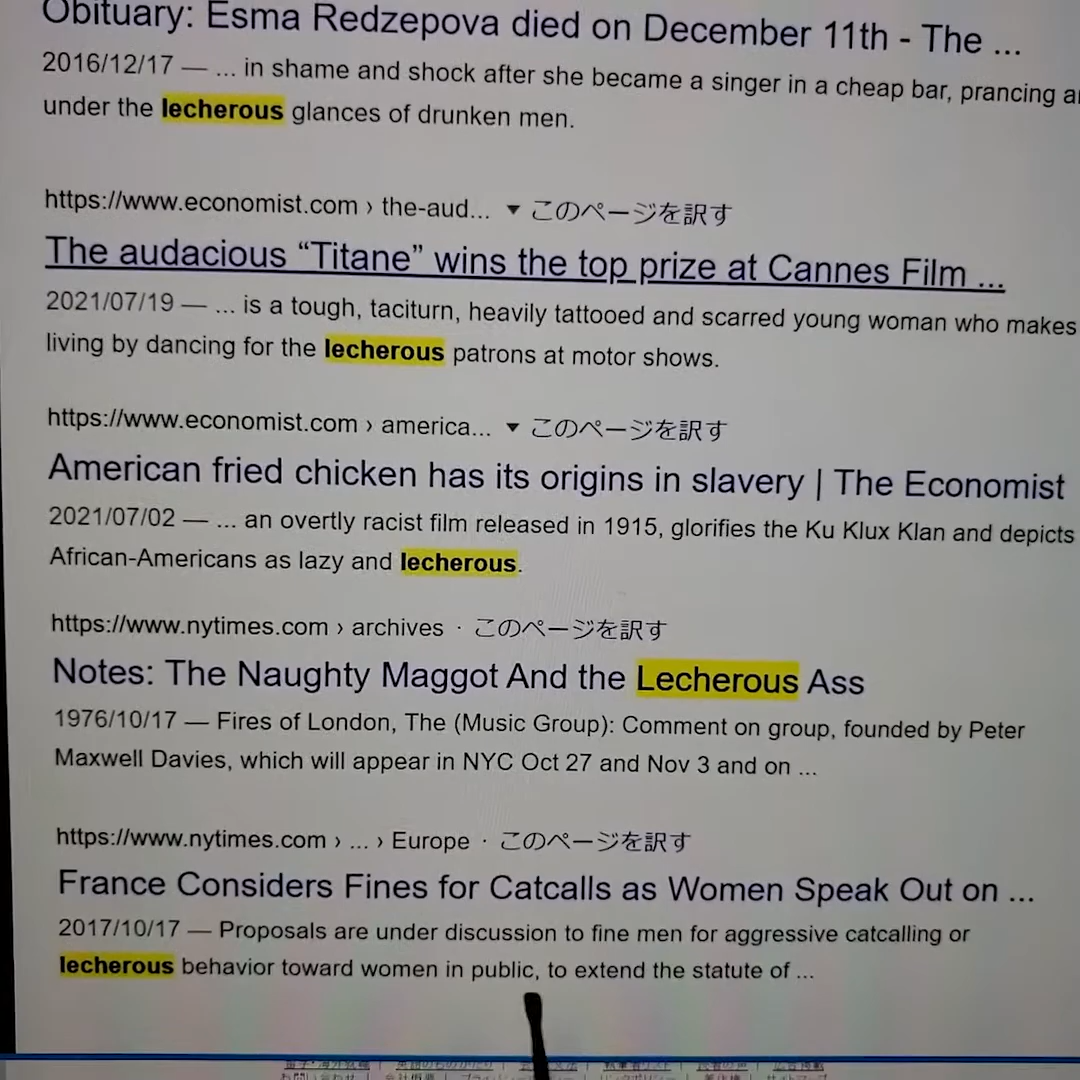 Obituary: Esma Redzepova died on December 11th - The ...
2016/12/17 — ... in shame and shock after she became a singer in a cheap bar, prancing
under the lecherous glances of drunken men.
https://www.economist.com › the-aud... ▼ このページを訳す
The audacious “Titane” wins the top prize at Cannes Film ...
2021/07/19 — ... is a tough, taciturn, heavily tattooed and scarred young woman who makes
living by dancing for the lecherous patrons at motor shows.
https://www.economist.com › america... ▼ このページを訳す
American fried chicken has its origins in slavery | The Economist
2021/07/02 — ... an overtly racist film released in 1915, glorifies the Ku Klux Klan and depicts
African-Americans as lazy and lecherous.
https://www.nytimes.com › archives · このページを訳す
Notes: The Naughty Maggot And the Lecherous Ass
1976/10/17 — Fires of London, The (Music Group): Comment on group, founded by Peter
Maxwell Davies, which will appear in NYC Oct 27 and Nov 3 and on ...
https://www.nytimes.com › ... › Europe · このページを訳す
France Considers Fines for Catcalls as Women Speak Out on ...
2017/10/17 — Proposals are under discussion to fine men for aggressive catcalling or
lecherous behavior toward women in public, to extend the statute of ...